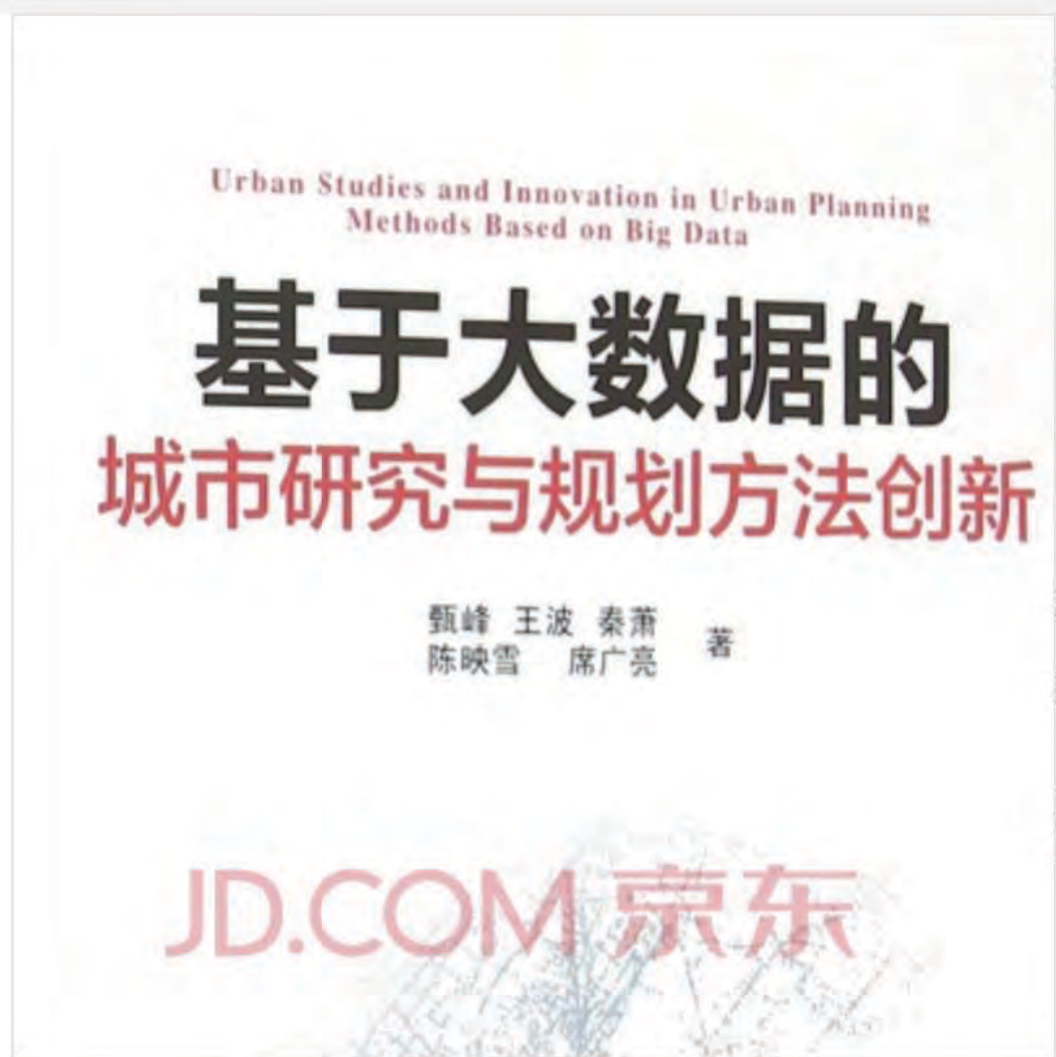 Urban Studies and Innovation in Urban Planning
Methods Based on Big Data
基于大数据的
城市研究与规划方法创新
甄峰 王波 秦萧
陈映雪 席广亮 著
JD.COM 京东